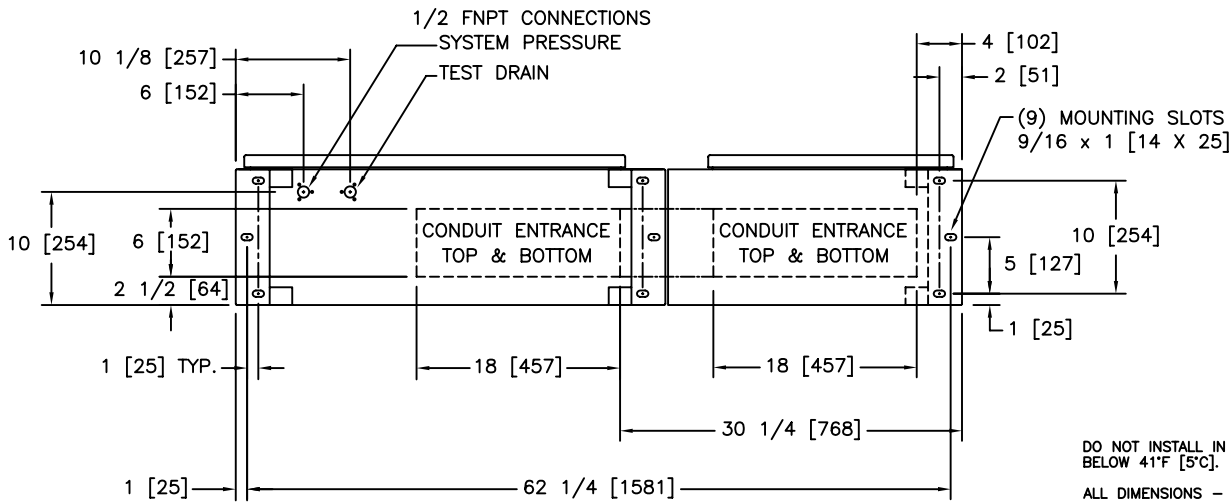 1/2 FNPT CONNECTIONS
SYSTEM PRESSURE
TEST DRAIN
10 1/8 [257]
6 [152]
4 [102]
2 [51]
(9) MOUNTING SLOTS
9/16 x 1 [14 X 25]
10 [254]
6 [152]
2 1/2 [64]
CONDUIT ENTRANCE
TOP & BOTTOM
CONDUIT ENTRANCE
TOP & BOTTOM
10 [254]
5 [127]
1 [25]
1 [25] TYP.
18 [457]
18 [457]
30 1/4 [768]
1 [25]
62 1/4 [1581]
DO NOT INSTALL IN
BELOW 41°F [5°C].
ALL DIMENSIONS –